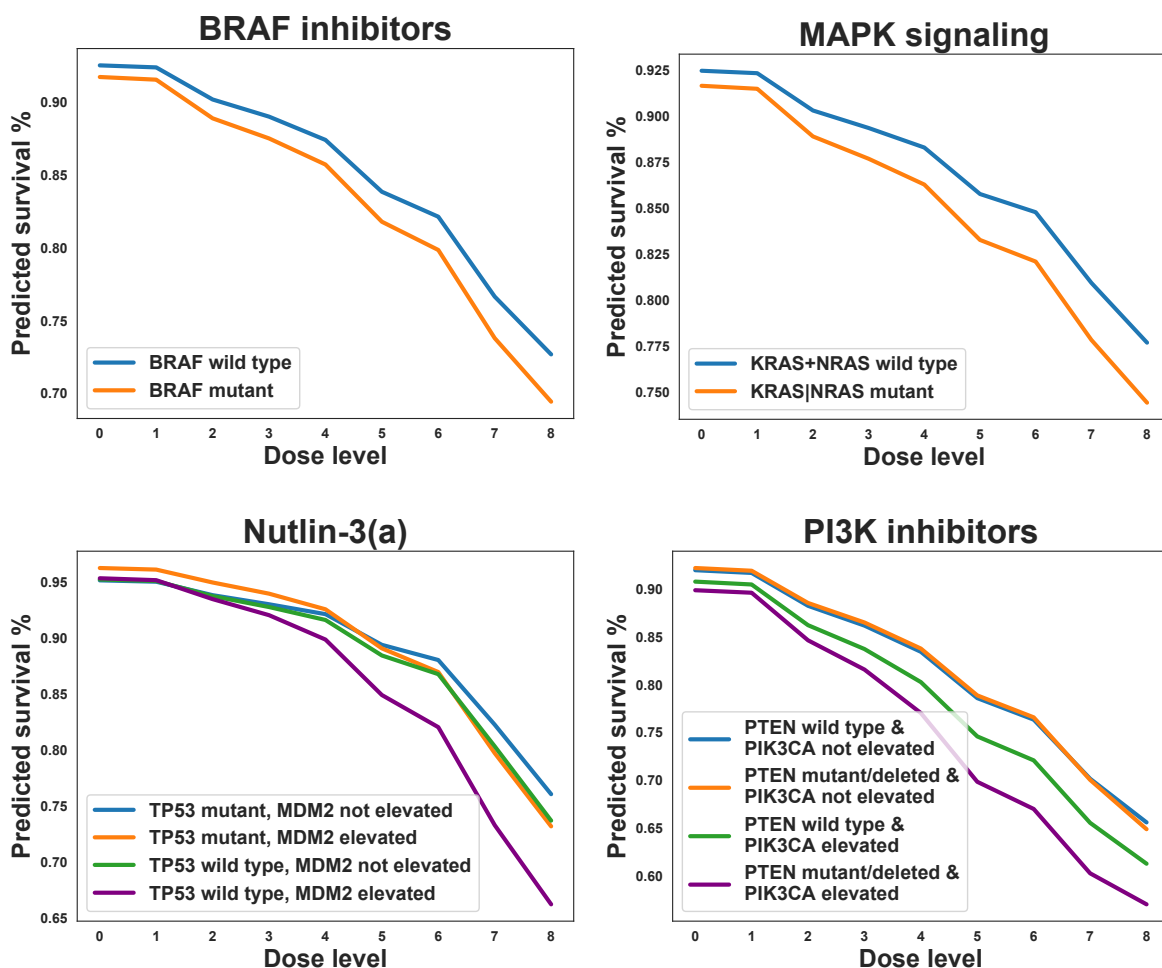 BRAF inhibitors
Predicted survival %
0.90
0.85
0.80
0.75
0.70
BRAF wild type
BRAF mutant
0 1 2 3 4 5 6 7 8
Dose level
MAPK signaling
Predicted survival %
0.925
0.900
0.875
0.850
0.825
0.800
0.775
0.750
KRAS+NRAS wild type
KRAS|NRAS mutant
0 1 2 3 4 5 6 7 8
Dose level
Nutlin-3(a)
Predicted survival %
0.95
0.90
0.85
0.80
0.75
0.70
0.65
TP53 mutant, MDM2 not elevated
TP53 mutant, MDM2 elevated
TP53 wild type, MDM2 not elevated
TP53 wild type, MDM2 elevated
0 1 2 3 4 5 6 7 8
Dose level
PI3K inhibitors
Predicted survival %
0.90
0.85
0.80
0.75
0.70
0.65
0.60
PTEN wild type &
PIK3CA not elevated
PTEN mutant/deleted &
PIK3CA not elevated
PTEN wild type &
PIK3CA elevated
PTEN mutant/deleted &
PIK3CA elevated
0 1 2 3 4 5 6 7 8
Dose level